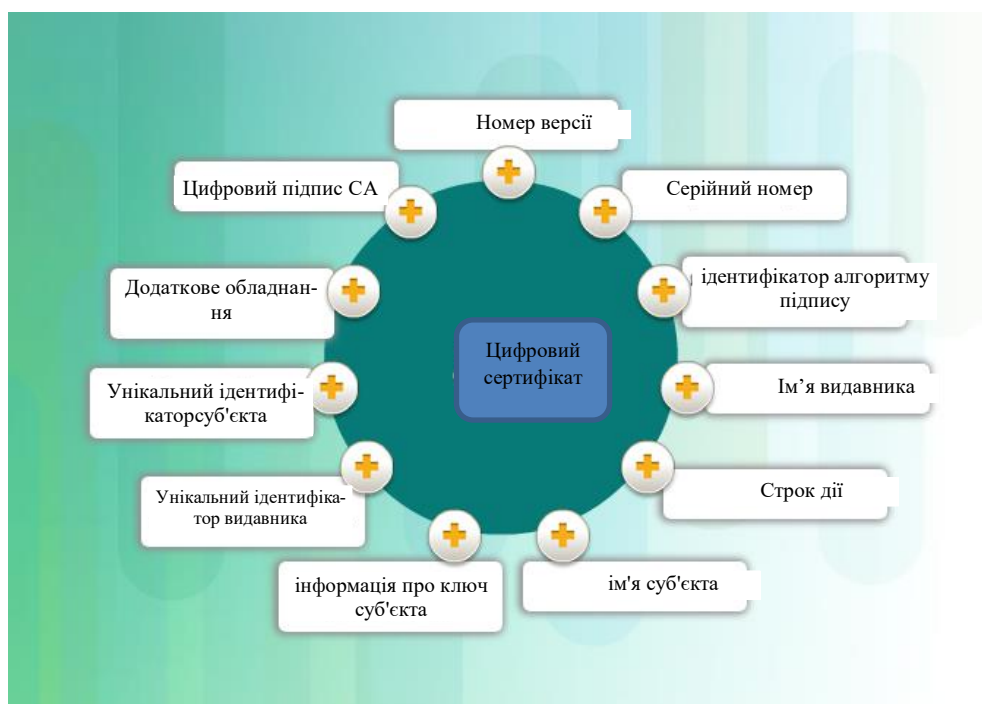 Номер версії
Цифровий підпис СА
Серійний номер
Додаткове обладнан-
ня
ідентифікатор алгоритму
підпису
Цифровий
сертифікат
Унікальний ідентифі-
каторсуб'єкта
Ім’я видавника
Унікальний ідентифіка-
тор видавника
Строк дії
інформація про ключ
суб'єкта
ім'я суб'єкта